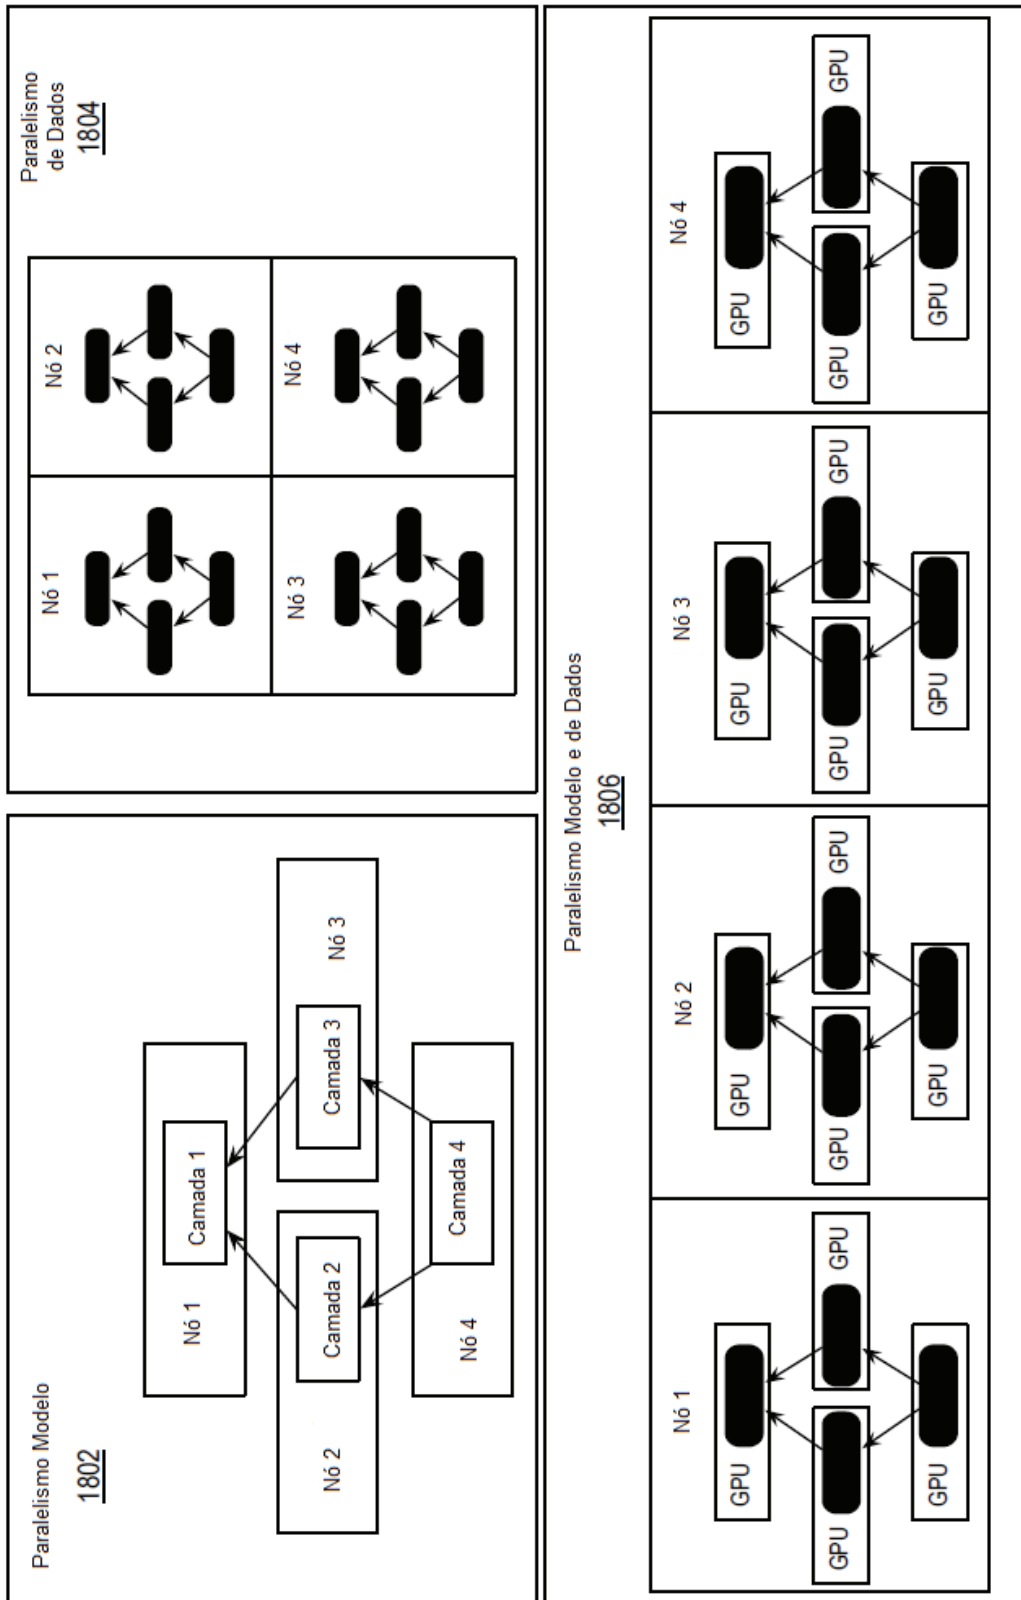 Paralelismo Modelo
1802
Nó 1
Camada 1
Nó 2
Camada 2
Camada 3
Nó 3
Nó 4
Camada 4
Paralelismo
de Dados
1804
Nó 1
Nó 2
Nó 3
Nó 4
Paralelismo Modelo e de Dados
1806
Nó 1
GPU
GPU
GPU
GPU
Nó 2
GPU
GPU
GPU
GPU
Nó 3
GPU
GPU
GPU
GPU
Nó 4
GPU
GPU
GPU
GPU